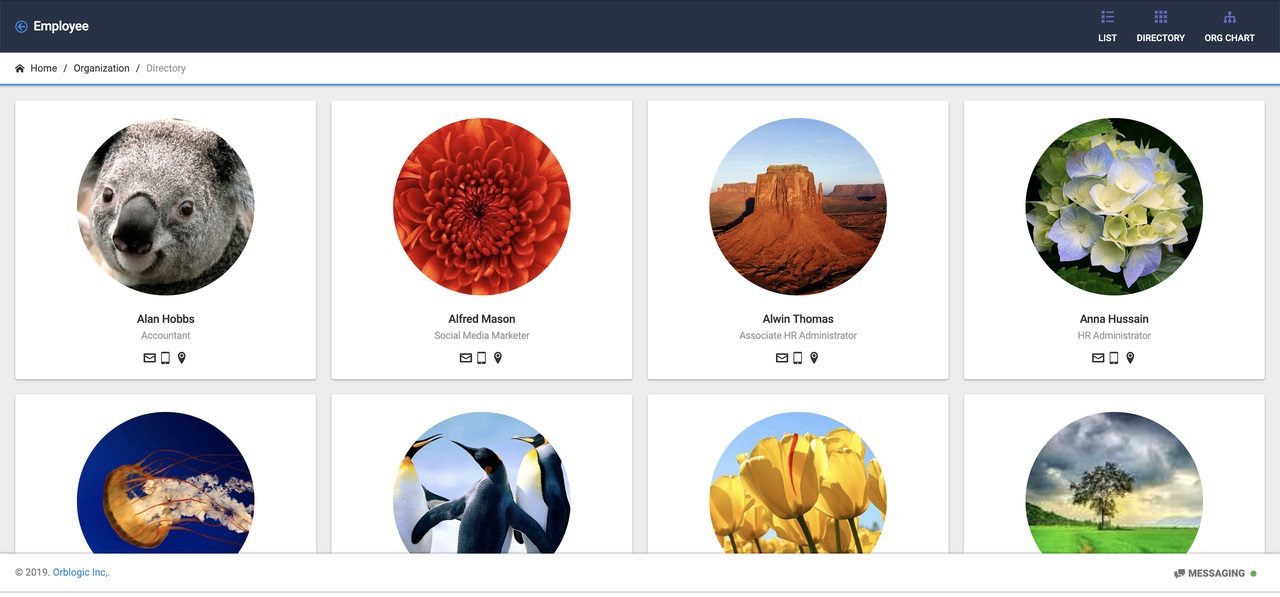 Employee
LIST DIRECTORY ORG CHART
Home / Organization / Directory
Alan Hobbs
Accountant
Alfred Mason
Social Media Marketer
Alwin Thomas
Associate HR Administrator
Anna Hussain
HR Administrator
© 2019. Orblogic Inc,.
MESSAGING